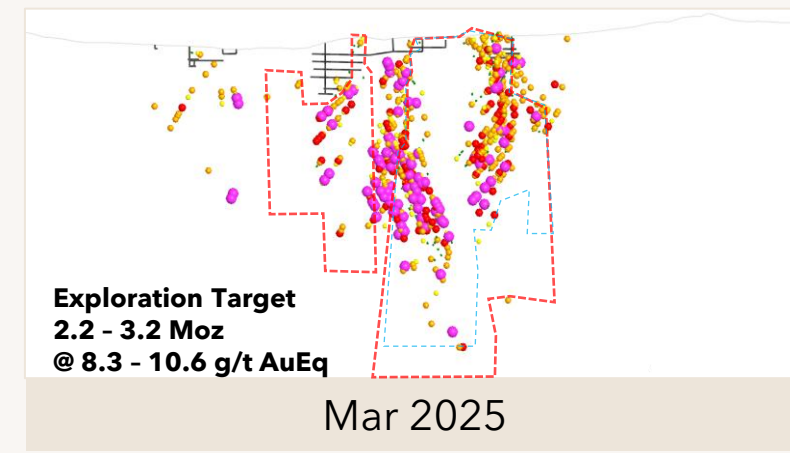 Exploration Target
2.2 – 3.2 Moz
@ 8.3 – 10.6 g/t AuEq
Mar 2025